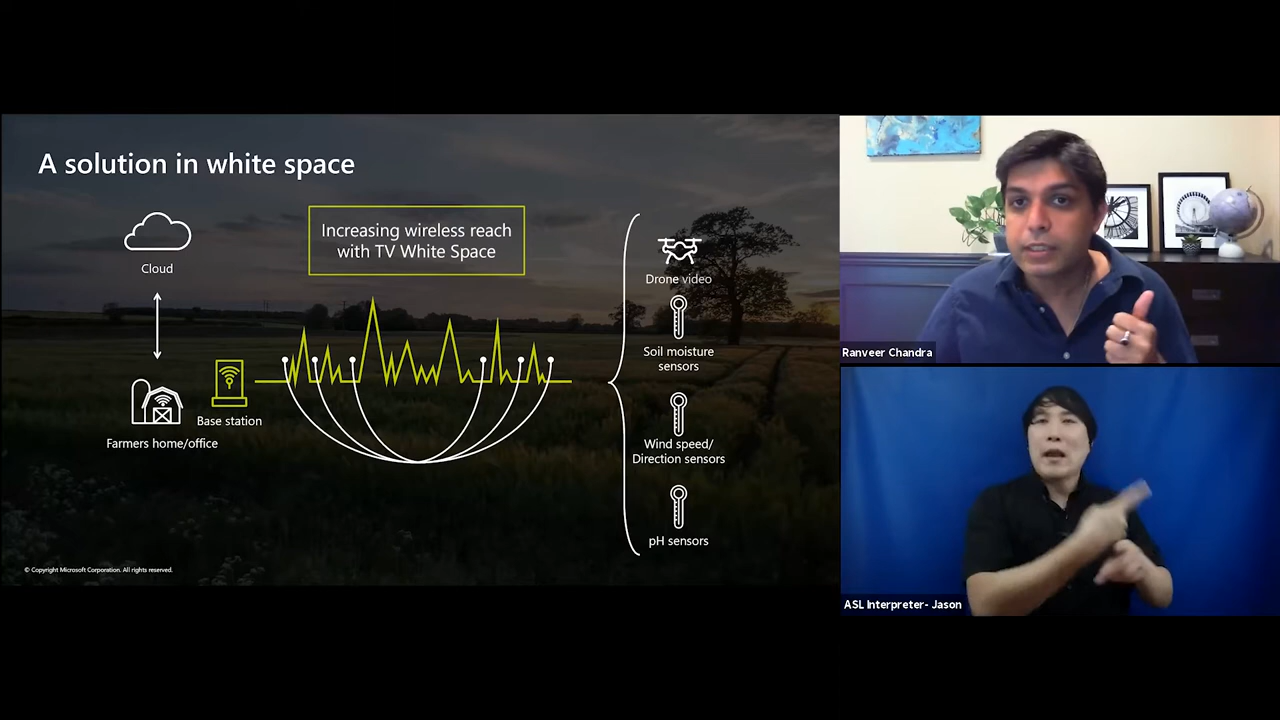 A solution in white space
Increasing wireless reach
with TV White Space
Cloud
Base station
Farmers home/office
Drone video
Soil moisture
sensors
Wind speed/
Direction sensors
pH sensors
© Copyright Microsoft Corporation. All rights reserved.
Ranveer Chandra
ASL Interpreter- Jason